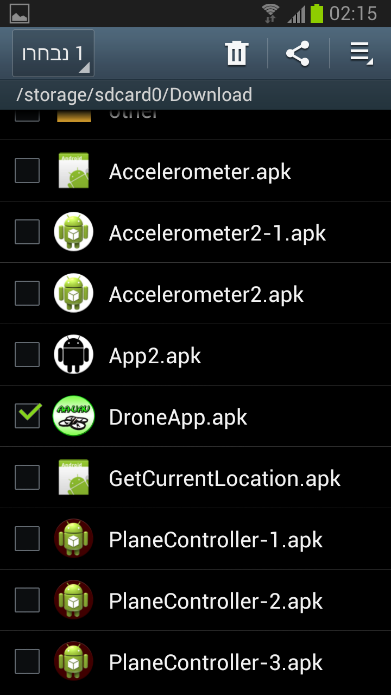 02:15
1 נבחרו
/storage/sdcard0/Download
other
Accelerometer.apk
Accelerometer2-1.apk
Accelerometer2.apk
App2.apk
DroneApp.apk
GetCurrentLocation.apk
PlaneController-1.apk
PlaneController-2.apk
PlaneController-3.apk